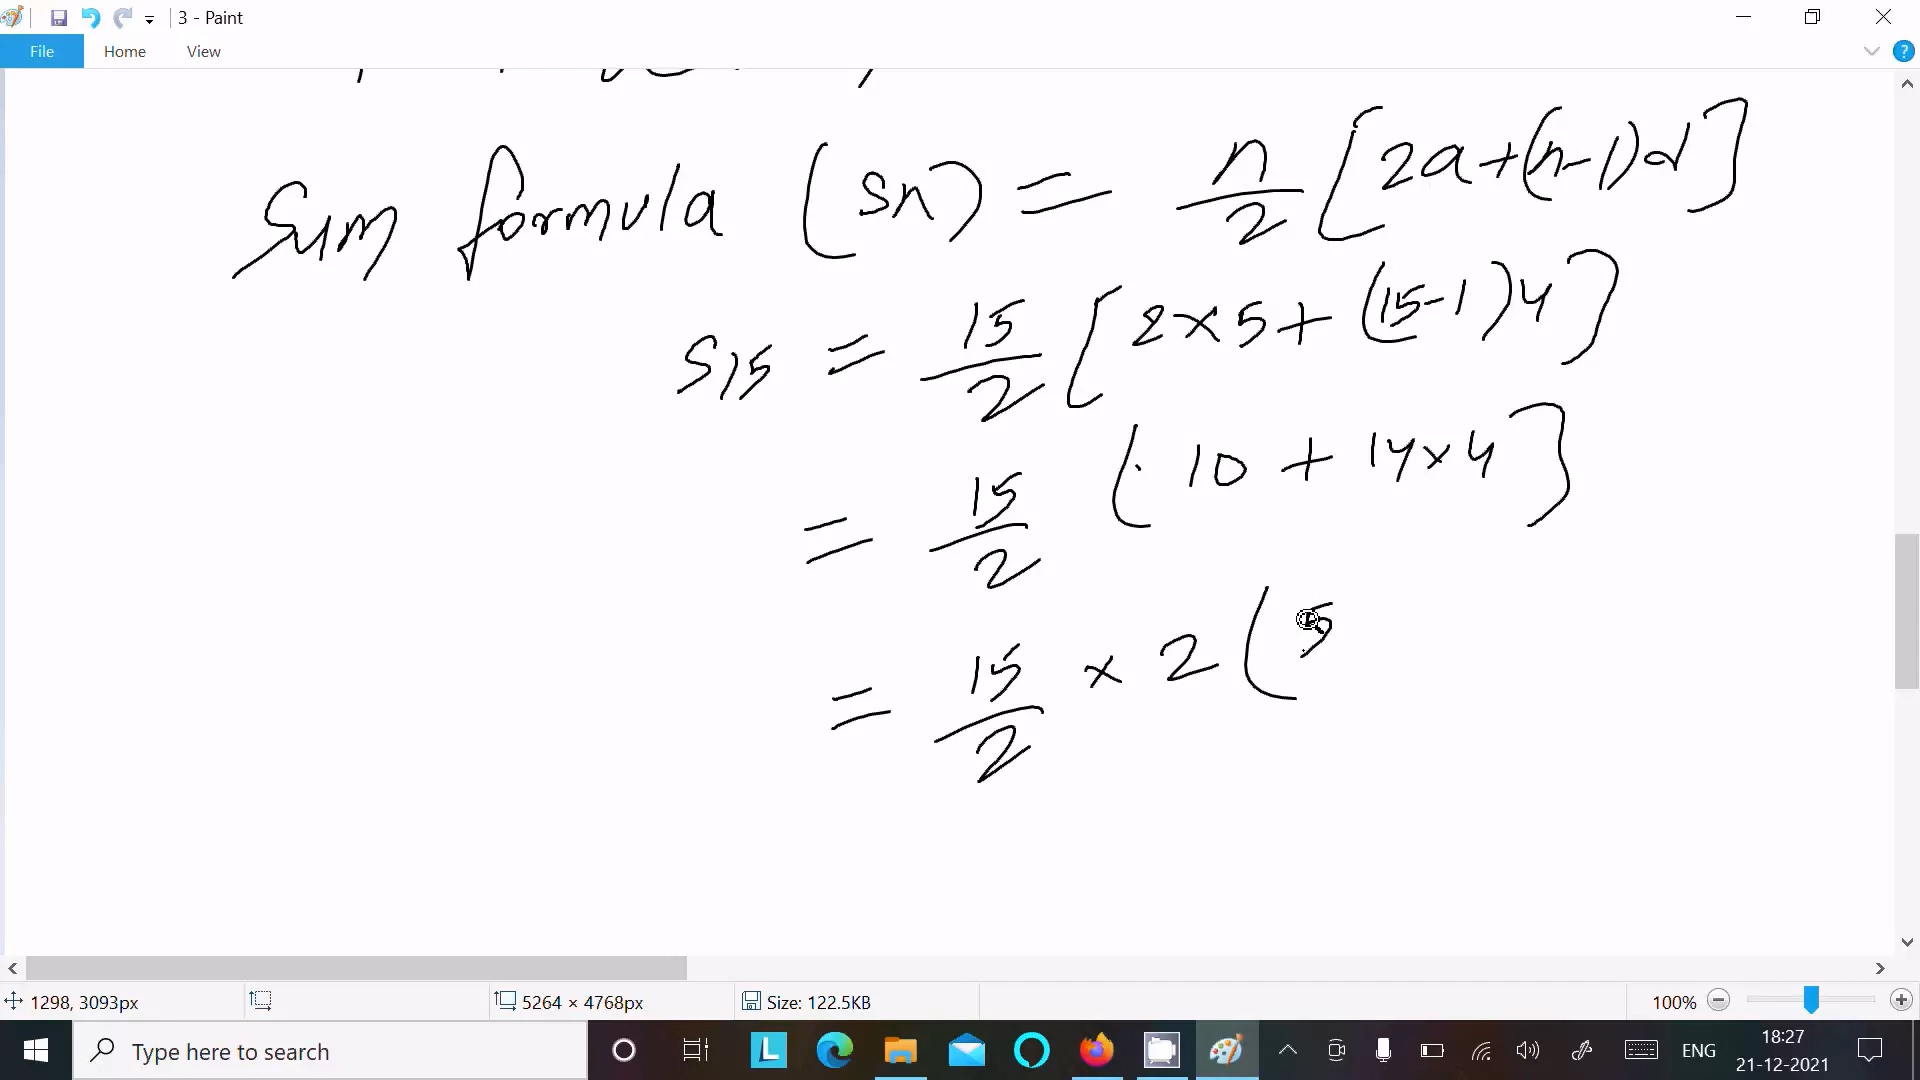 3 - Paint
File Home View
Sum formula (Sn) = n/2 [2a+(n-1)d]
S15 = 15/2 [2×5+(15-1)4]
= 15/2 (10 + 14×4]
= 15/2 × 2 (5
1298, 3093px 5264 × 4768px Size: 122.5KB 100%
Type here to search L ENG 18:27
21-12-2021